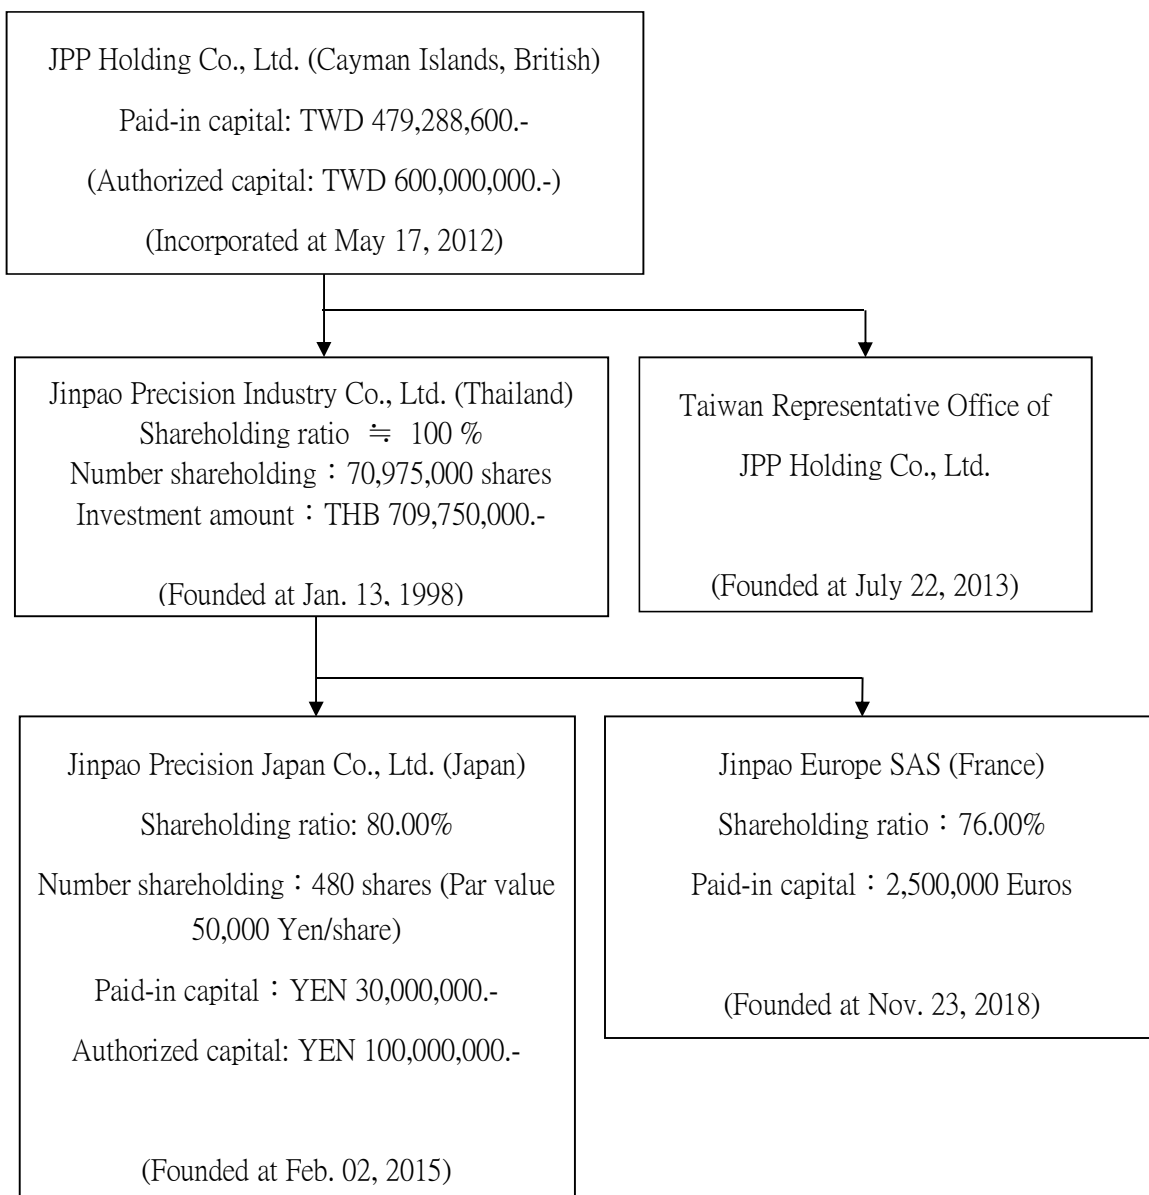 JPP Holding Co., Ltd. (Cayman Islands, British)
Paid-in capital: TWD 479,288,600.-
(Authorized capital: TWD 600,000,000.-)
(Incorporated at May 17, 2012)
Jinpao Precision Industry Co., Ltd. (Thailand)
Shareholding ratio ≒ 100 %
Number shareholding：70,975,000 shares
Investment amount：THB 709,750,000.-
(Founded at Jan. 13, 1998)
Taiwan Representative Office of
JPP Holding Co., Ltd.
(Founded at July 22, 2013)
Jinpao Precision Japan Co., Ltd. (Japan)
Shareholding ratio: 80.00%
Number shareholding：480 shares (Par value
50,000 Yen/share)
Paid-in capital：YEN 30,000,000.-
Authorized capital: YEN 100,000,000.-
(Founded at Feb. 02, 2015)
Jinpao Europe SAS (France)
Shareholding ratio：76.00%
Paid-in capital：2,500,000 Euros
(Founded at Nov. 23, 2018)